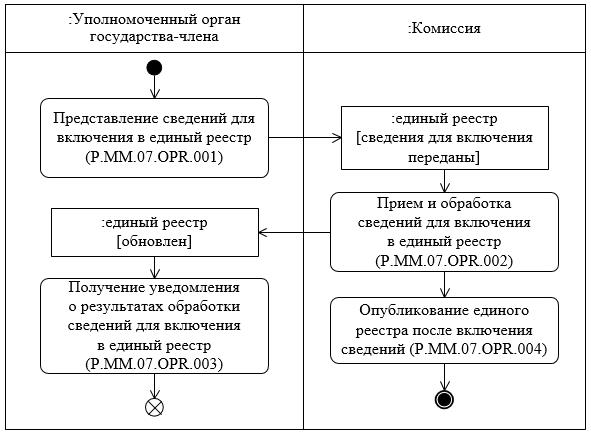 :Уполномоченный орган
государства-члена
:Комиссия
Представление сведений для
включения в единый реестр
(P.MM.07.OPR.001)
:единый реестр
[сведения для включения
переданы]
Прием и обработка
сведений для включения
в единый реестр
(P.MM.07.OPR.002)
:единый реестр
[обновлен]
Получение уведомления
о результатах обработки
сведений для включения
в единый реестр
(P.MM.07.OPR.003)
Опубликование единого
реестра после включения
сведений (P.MM.07.OPR.004)